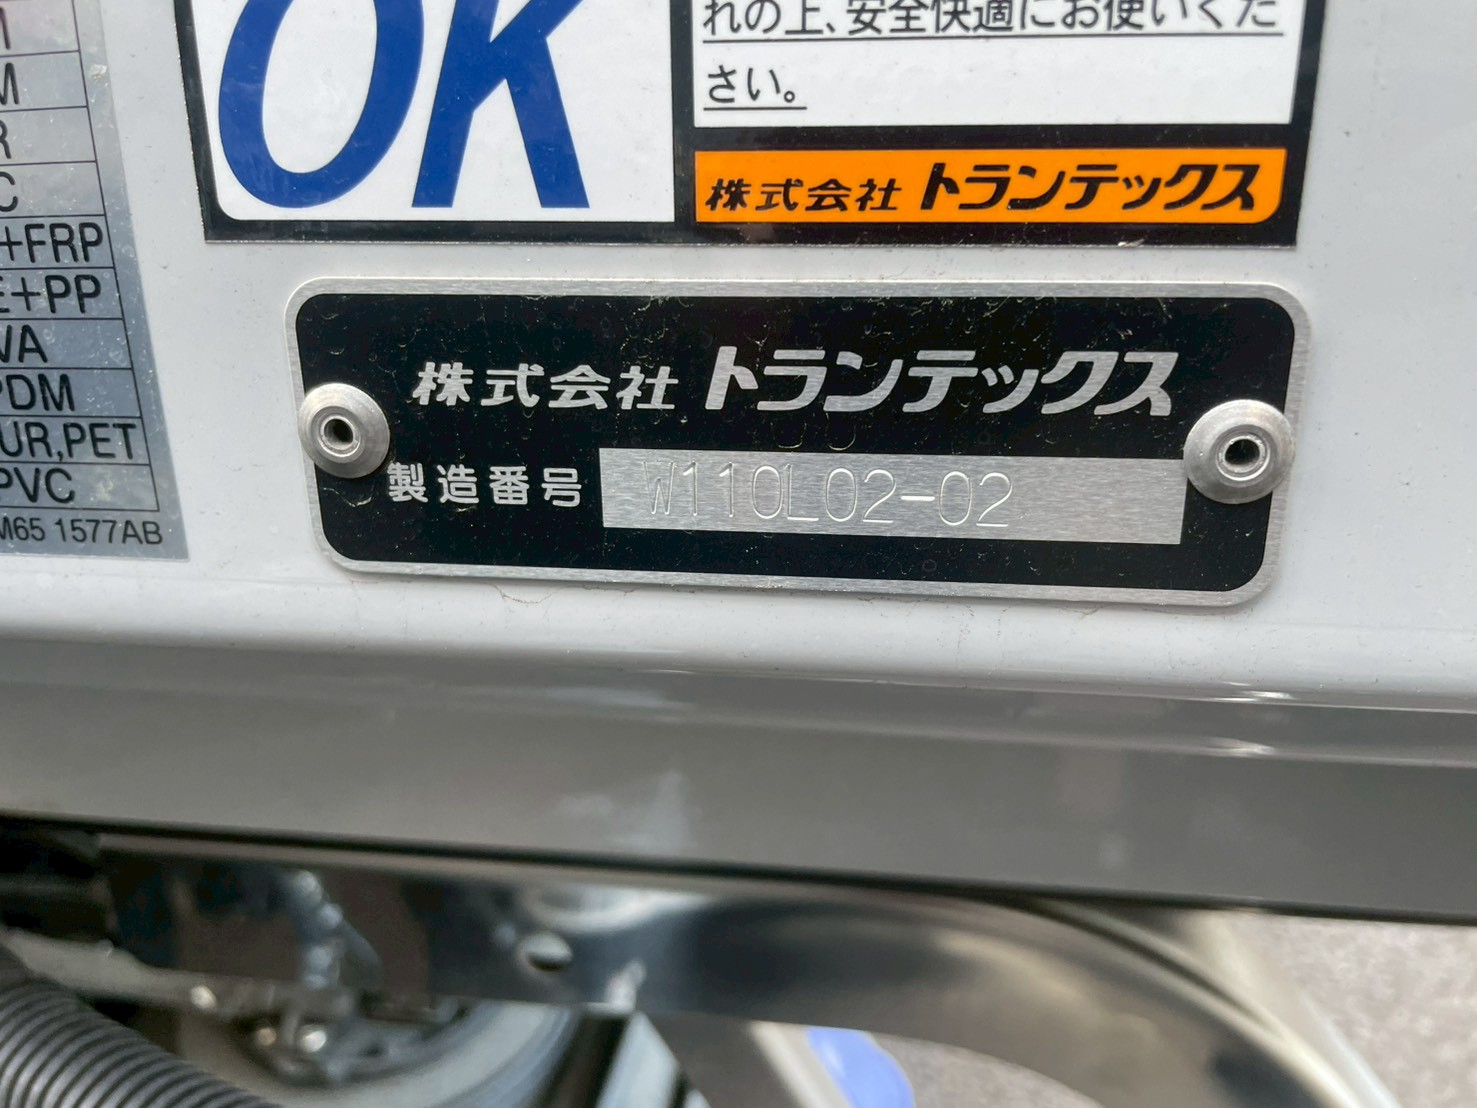 M
R
C
+FRP
E+PP
VA
PDM
UR,PET
PVC
M65 1577AB
OK
れの上、安全快適にお使いくだ
さい。
株式会社 トランテックス
株式会社 トランテックス
製造番号 W110L02-02